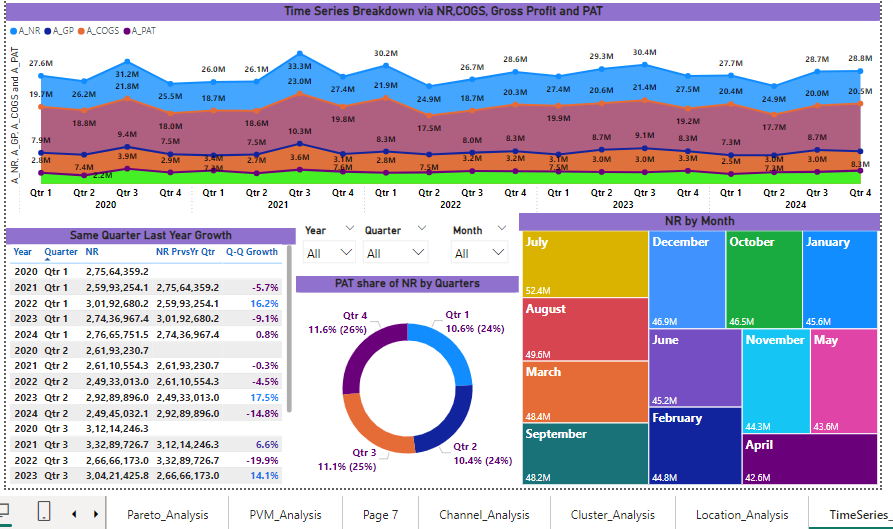 Time Series Breakdown via NR,COGS, Gross Profit and PAT
A_NR A_GP A_COGS A_PAT
A_NR, A_GP, A_COGS and A_PAT
27.6M 26.2M 31.2M 25.5M 26.0M 26.1M 33.3M 27.4M 30.2M 24.9M 26.7M 28.6M 27.4M 29.3M 30.4M 27.5M 27.7M 24.9M 28.7M 28.8M
19.7M 18.8M 21.8M 18.0M 18.7M 18.6M 23.0M 19.8M 21.9M 17.5M 18.7M 20.3M 19.9M 20.6M 21.4M 19.2M 20.4M 17.7M 20.0M 20.5M
7.9M 7.4M 9.4M 7.5M 7.5M 10.3M 7.6M 8.3M 7.5M 8.0M 8.3M 7.5M 8.7M 9.1M 8.3M 7.3M 8.7M 8.3M
2.8M 2.2M 3.9M 2.9M 3.4M 2.7M 3.6M 3.1M 2.8M 3.2M 3.2M 3.1M 3.0M 3.0M 3.3M 2.5M 3.0M 3.0M
Qtr 1 Qtr 2 Qtr 3 Qtr 4 Qtr 1 Qtr 2 Qtr 3 Qtr 4 Qtr 1 Qtr 2 Qtr 3 Qtr 4 Qtr 1 Qtr 2 Qtr 3 Qtr 4 Qtr 1 Qtr 2 Qtr 3 Qtr 4
2020 2021 2022 2023 2024
Same Quarter Last Year Growth
Year Quarter NR NR PrvsYr Qtr Q-Q Growth
2020 Qtr 1 2,75,64,359.2
2021 Qtr 1 2,59,93,254.1 2,75,64,359.2 -5.7%
2022 Qtr 1 3,01,92,680.2 2,59,93,254.1 16.2%
2023 Qtr 1 2,74,36,967.4 3,01,92,680.2 -9.1%
2024 Qtr 1 2,76,65,751.5 2,74,36,967.4 0.8%
2020 Qtr 2 2,61,93,230.7
2021 Qtr 2 2,61,10,554.3 2,61,93,230.7 -0.3%
2022 Qtr 2 2,49,33,013.0 2,61,10,554.3 -4.5%
2023 Qtr 2 2,92,89,896.0 2,49,33,013.0 17.5%
2024 Qtr 2 2,49,45,032.1 2,92,89,896.0 -14.8%
2020 Qtr 3 3,12,14,246.3
2021 Qtr 3 3,32,89,726.7 3,12,14,246.3 6.6%
2022 Qtr 3 2,66,66,173.0 3,32,89,726.7 -19.9%
2023 Qtr 3 3,04,21,425.8 2,66,66,173.0 14.1%
Year Quarter Month
All All All
PAT share of NR by Quarters
Qtr 4
11.6% (26%)
Qtr 1
10.6% (24%)
Qtr 3
11.1% (25%)
Qtr 2
10.4% (24%)
NR by Month
July
52.4M
August
49.6M
March
48.4M
September
48.2M
December
46.9M
October
46.5M
January
45.6M
June
45.2M
February
44.8M
November
44.3M
May
43.6M
April
42.6M
Pareto_Analysis PVM_Analysis Page 7 Channel_Analysis Cluster_Analysis Location_Analysis TimeSeries